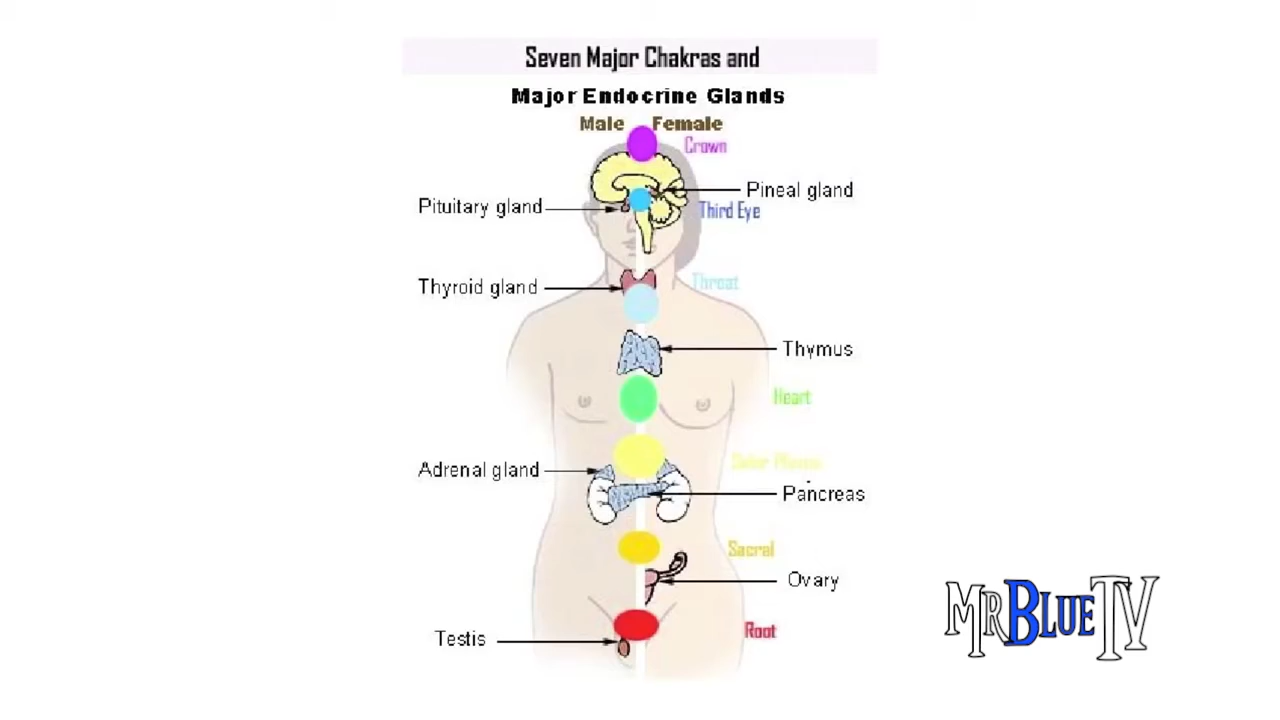 Seven Major Chakras and
Major Endocrine Glands
Male Female
Crown
Pineal gland
Pituitary gland
Third Eye
Throat
Thyroid gland
Thymus
Heart
Solar Plexus
Adrenal gland
Pancreas
Sacral
Ovary
Root
Testis
MRBLUETV